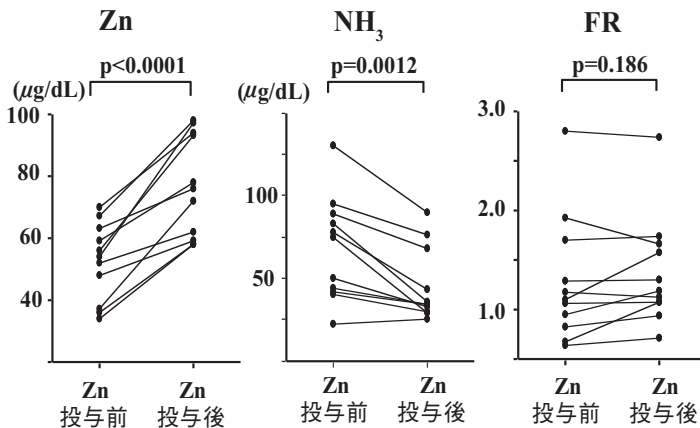 Zn
p<0.0001
(μg/dL)
100
80
60
40
Zn
投与前
Zn
投与後
NH₃
p=0.0012
(μg/dL)
100
50
Zn
投与前
Zn
投与後
FR
p=0.186
3.0
2.0
1.0
Zn
投与前
Zn
投与後